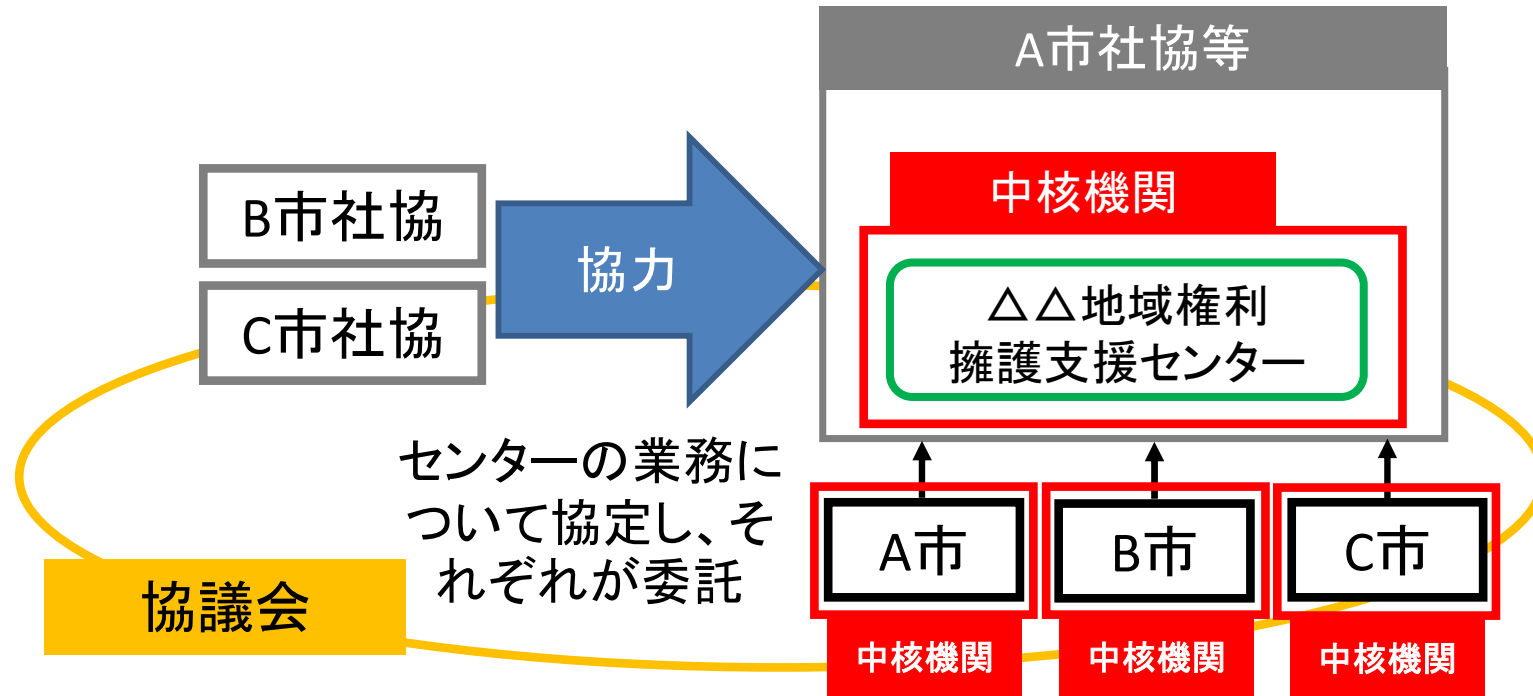 A市社協等
中核機関
B市社協
協力
C市社協
△△地域権利
擁護支援センター
センターの業務に
ついて協定し、そ
れぞれが委託
A市
B市
C市
協議会
中核機関
中核機関
中核機関